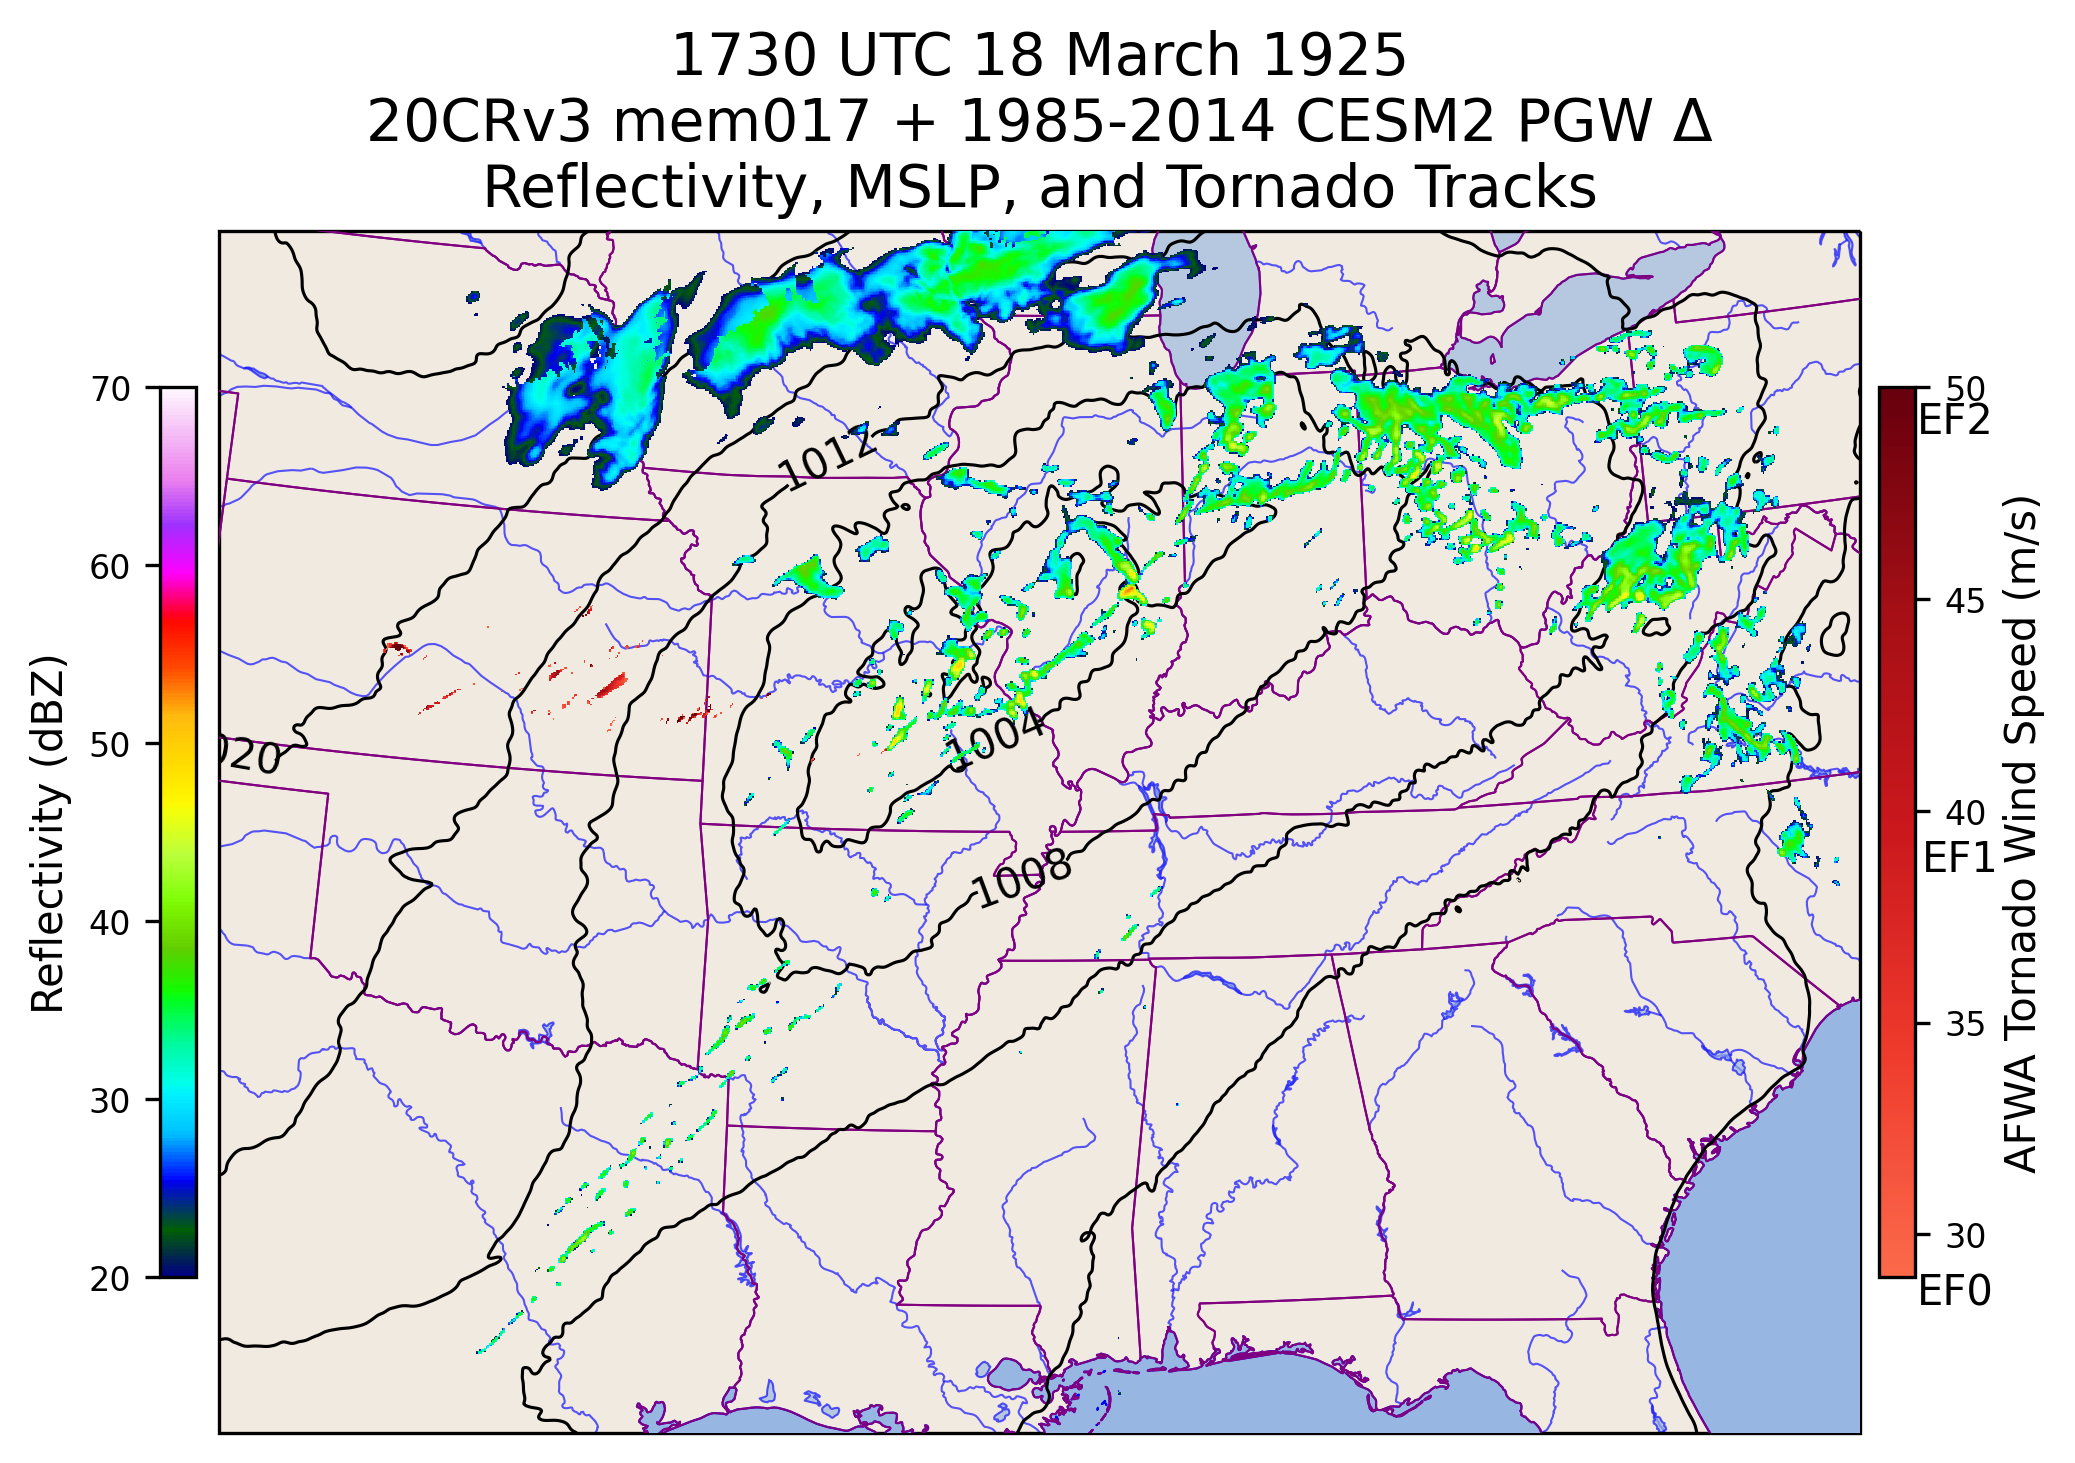 1730 UTC 18 March 1925
20CRv3 mem017 + 1985-2014 CESM2 PGW Δ
Reflectivity, MSLP, and Tornado Tracks
70
60
50
40
30
20
Reflectivity (dBZ)
1012
1004
1008
020
50
EF2
45
40
EF1
35
30
EF0
AFWA Tornado Wind Speed (m/s)